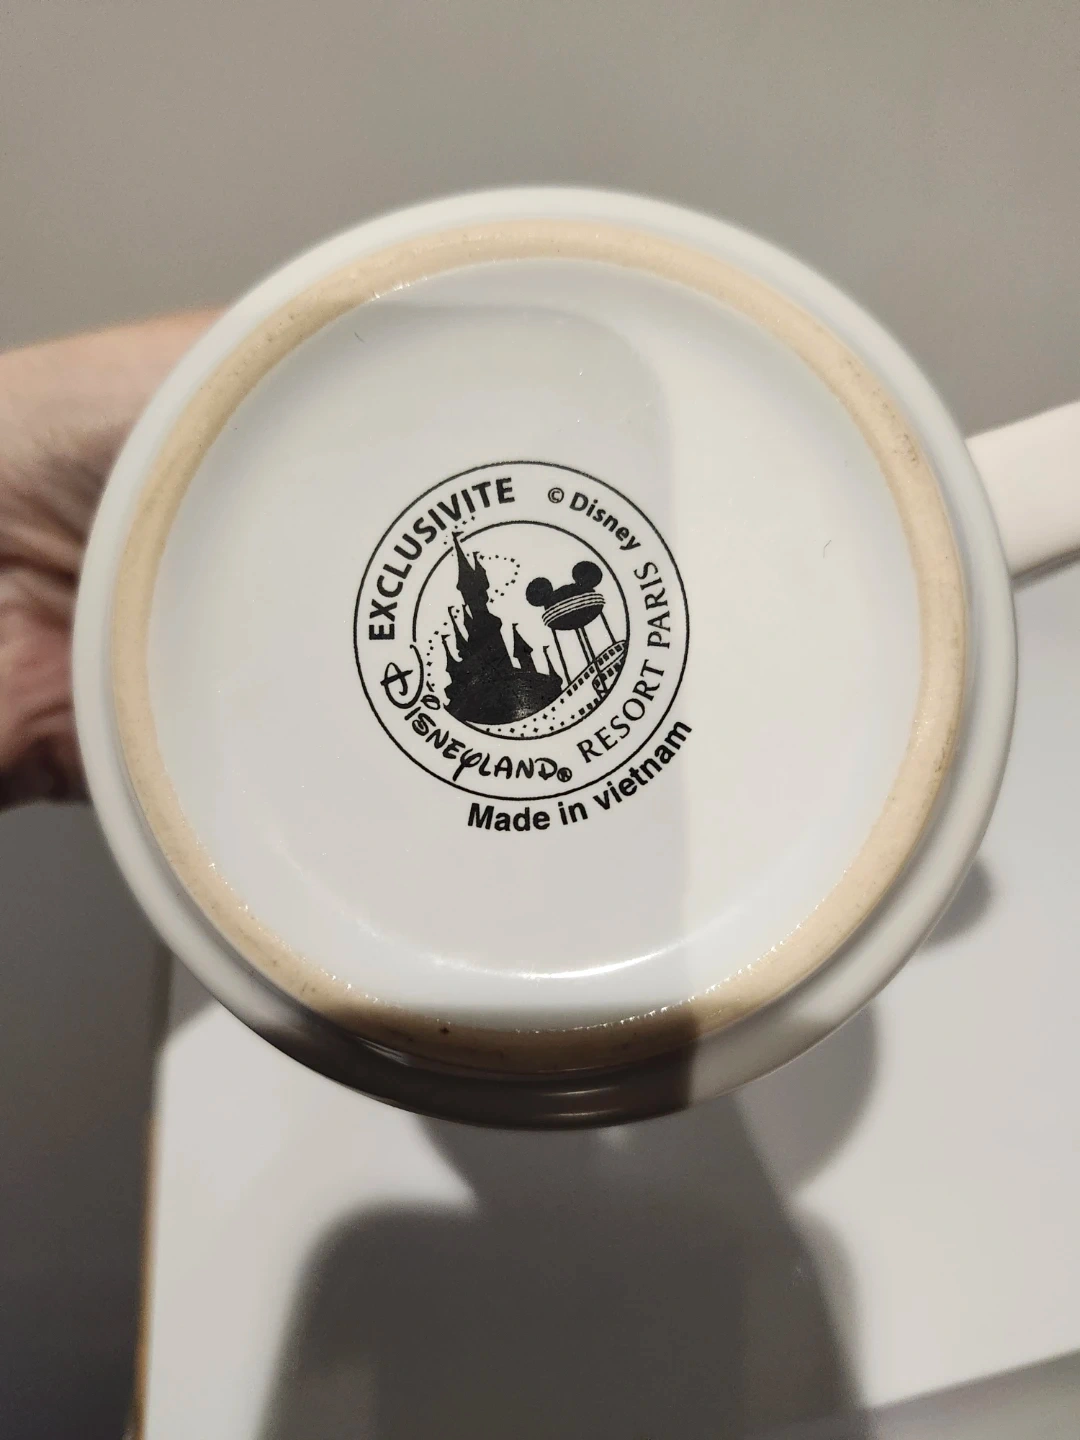 EXCLUSIVITE
© Disney
DISNEYLAND® RESORT PARIS
Made in vietnam